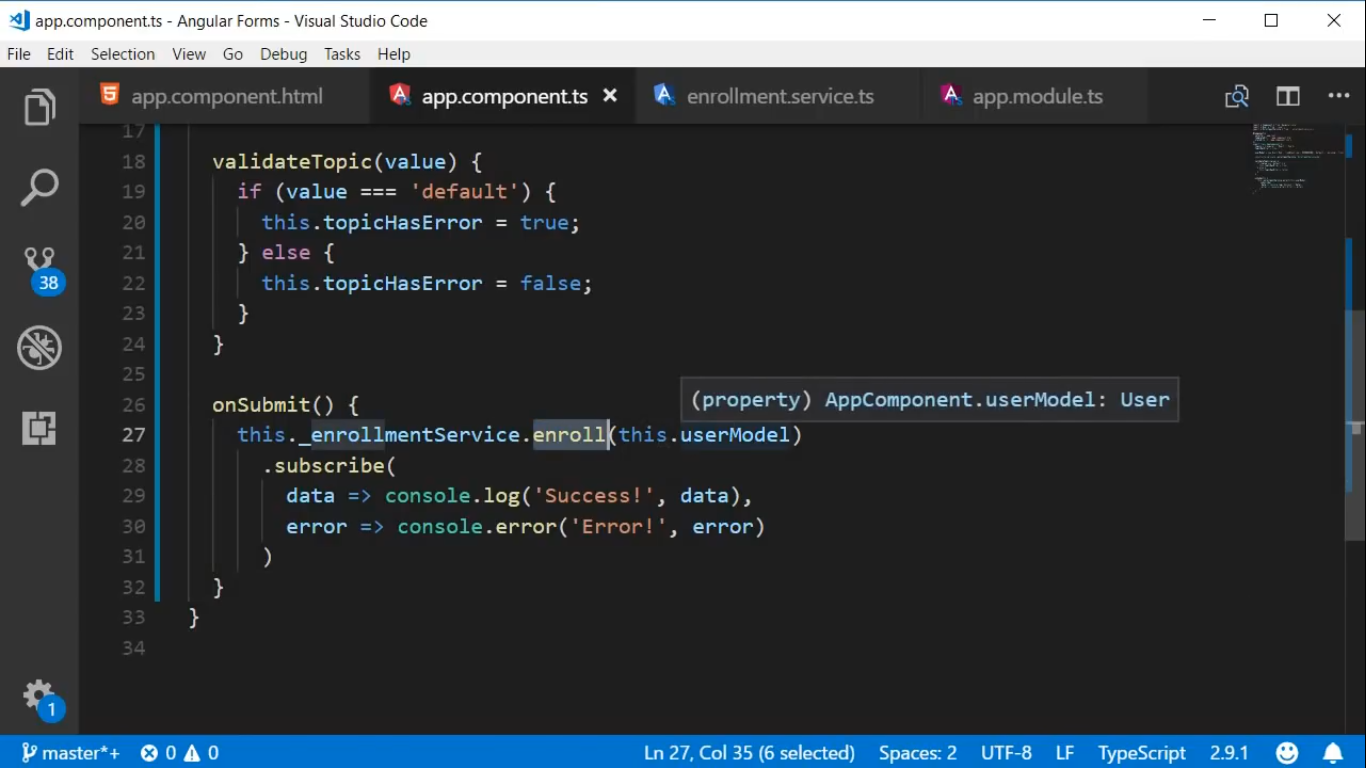 app.component.ts - Angular Forms - Visual Studio Code
File Edit Selection View Go Debug Tasks Help
app.component.html app.component.ts enrollment.service.ts app.module.ts
17
18 validateTopic(value) {
19 if (value === 'default') {
20 this.topicHasError = true;
21 } else {
22 this.topicHasError = false;
23 }
24 }
25
26 onSubmit() {
(property) AppComponent.userModel: User
27 this._enrollmentService.enroll(this.userModel)
28 .subscribe(
29 data => console.log('Success!', data),
30 error => console.error('Error!', error)
31 )
32 }
33 }
34
38
1
master*+ 0 0 Ln 27, Col 35 (6 selected) Spaces: 2 UTF-8 LF TypeScript 2.9.1